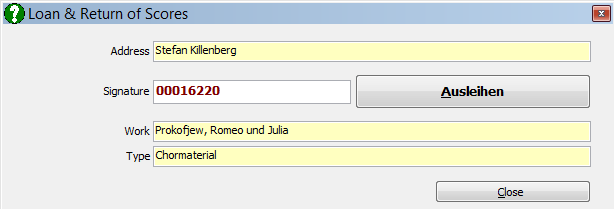 Loan & Return of Scores
Address Stefan Killenberg
Signature 00016220 Ausleihen
Work Prokofjew, Romeo und Julia
Type Chormaterial
Close